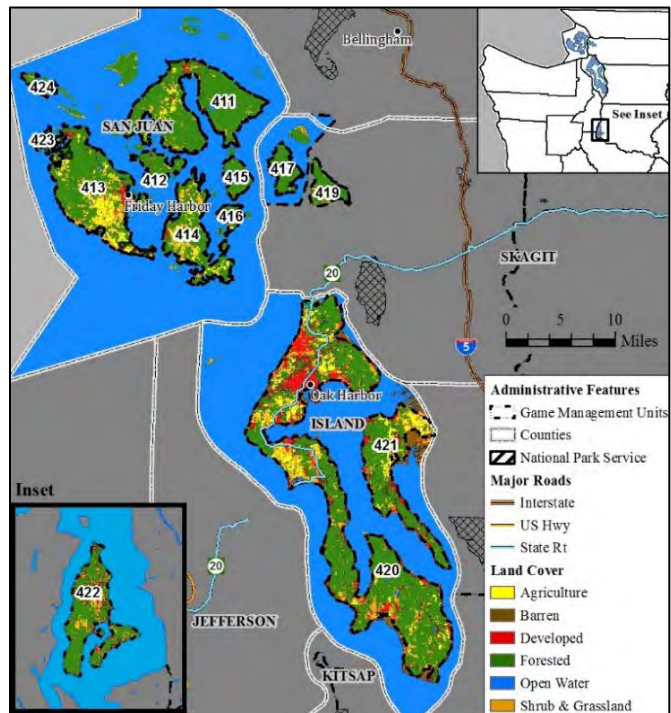 Bellingham
See Inset
424
411
SAN JUAN
423
412
415
417
413
419
Friday Harbor
416
414
SKAGIT
20
0 5 10
Miles
5
Oak Harbor
ISLAND
421
Inset
422
20
420
JEFFERSON
KITSAP
Administrative Features
Game Management Units
Counties
National Park Service
Major Roads
Interstate
US Hwy
State Rt
Land Cover
Agriculture
Barren
Developed
Forested
Open Water
Shrub & Grassland